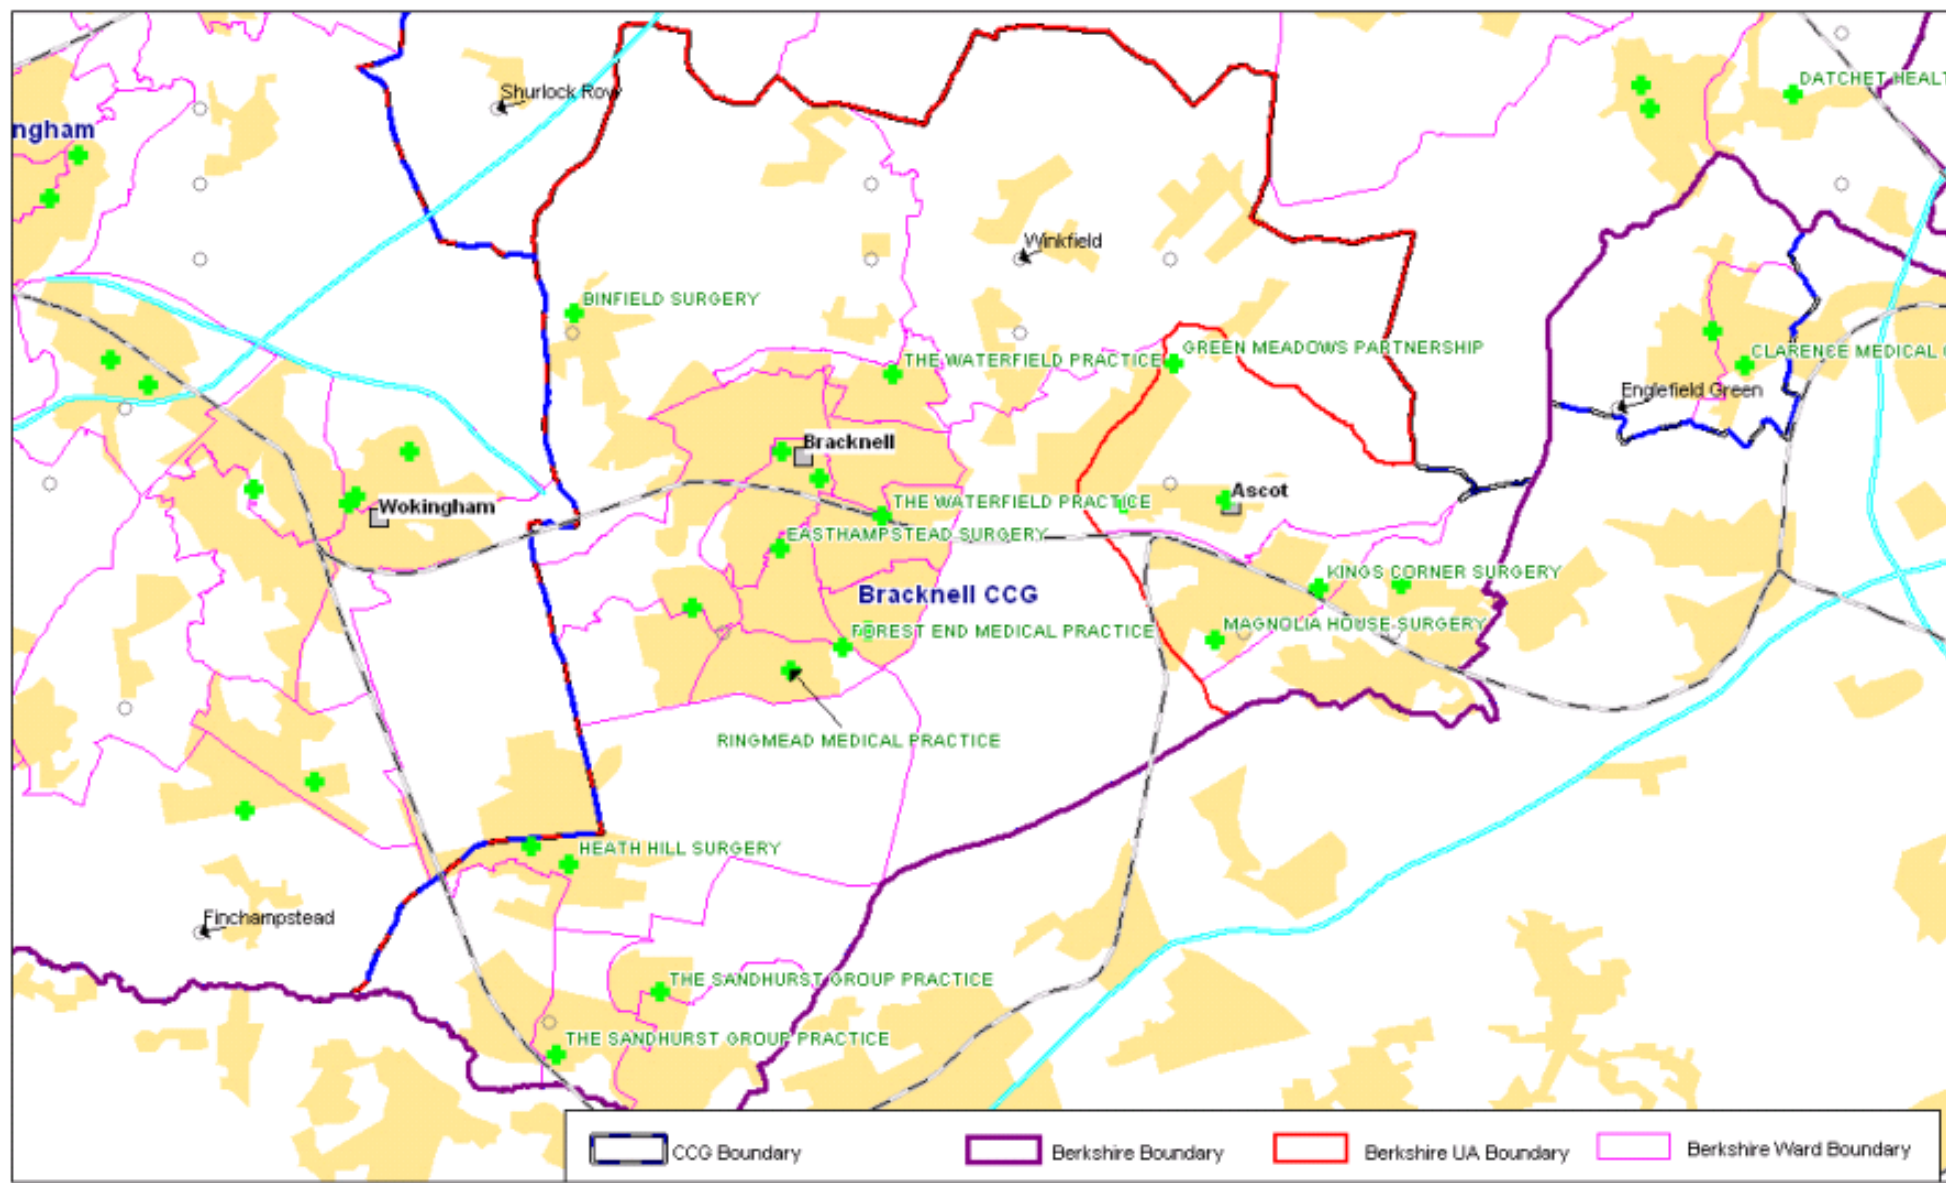 Shurlock Row
DATCHET HEALT
ngham
Winkfield
BINFIELD SURGERY
THE WATERFIELD PRACTICE
GREEN MEADOWS PARTNERSHIP
CLARENCE MEDICAL
Englefield Green
Bracknell
Ascot
Wokingham
THE WATERFIELD PRACTICE
EASTHAMPSTEAD SURGERY
KINGS CORNER SURGERY
Bracknell CCG
MAGNOLIA HOUSE SURGERY
FOREST END MEDICAL PRACTICE
RINGMEAD MEDICAL PRACTICE
HEATH HILL SURGERY
Finchampstead
THE SANDHURST GROUP PRACTICE
THE SANDHURST GROUP PRACTICE
CCG Boundary
Berkshire Boundary
Berkshire UA Boundary
Berkshire Ward Boundary